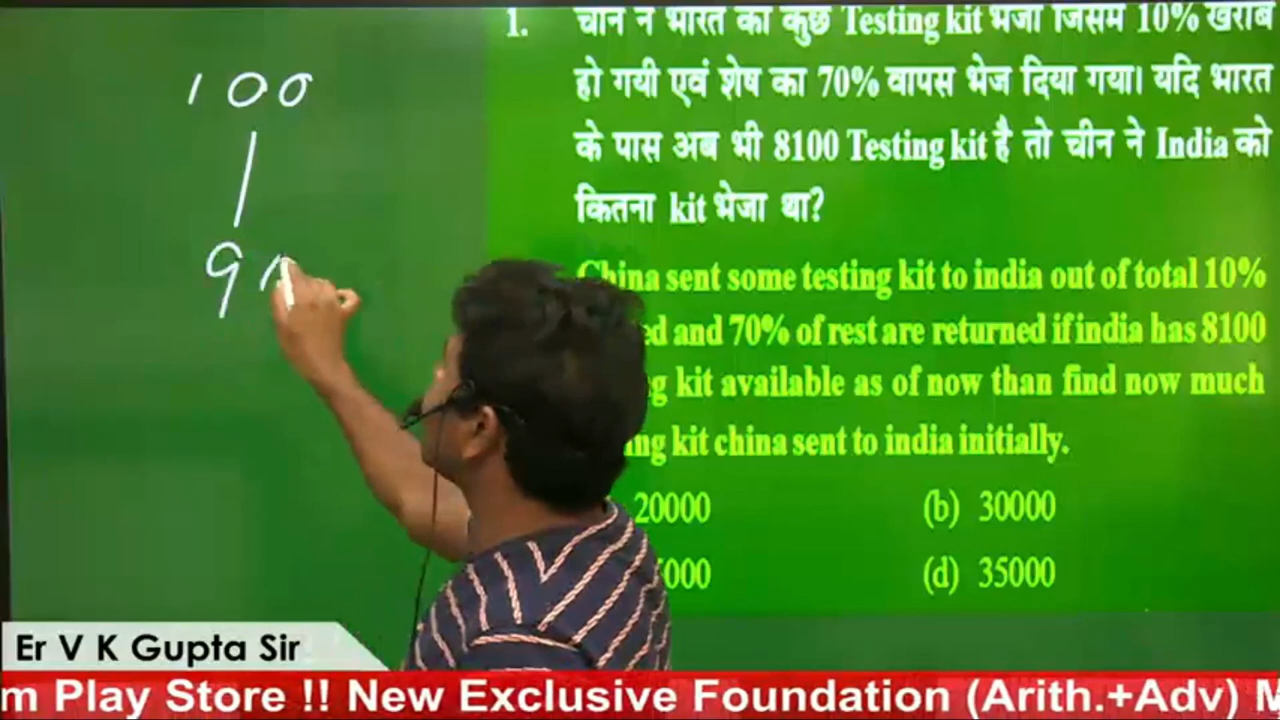 100
9
1. चीन ने भारत को कुछ Testing kit भेजा जिसमें 10% खराब
हो गयी एवं शेष का 70% वापस भेज दिया गया। यदि भारत
के पास अब भी 8100 Testing kit है तो चीन ने India को
कितना kit भेजा था?
China sent some testing kit to india out of total 10%
and 70% of rest are returned if india has 8100
kit available as of now than find now much
kit china sent to india initially.
20000 (b) 30000
000 (d) 35000
Er V K Gupta Sir
m Play Store !! New Exclusive Foundation (Arith.+Adv) M